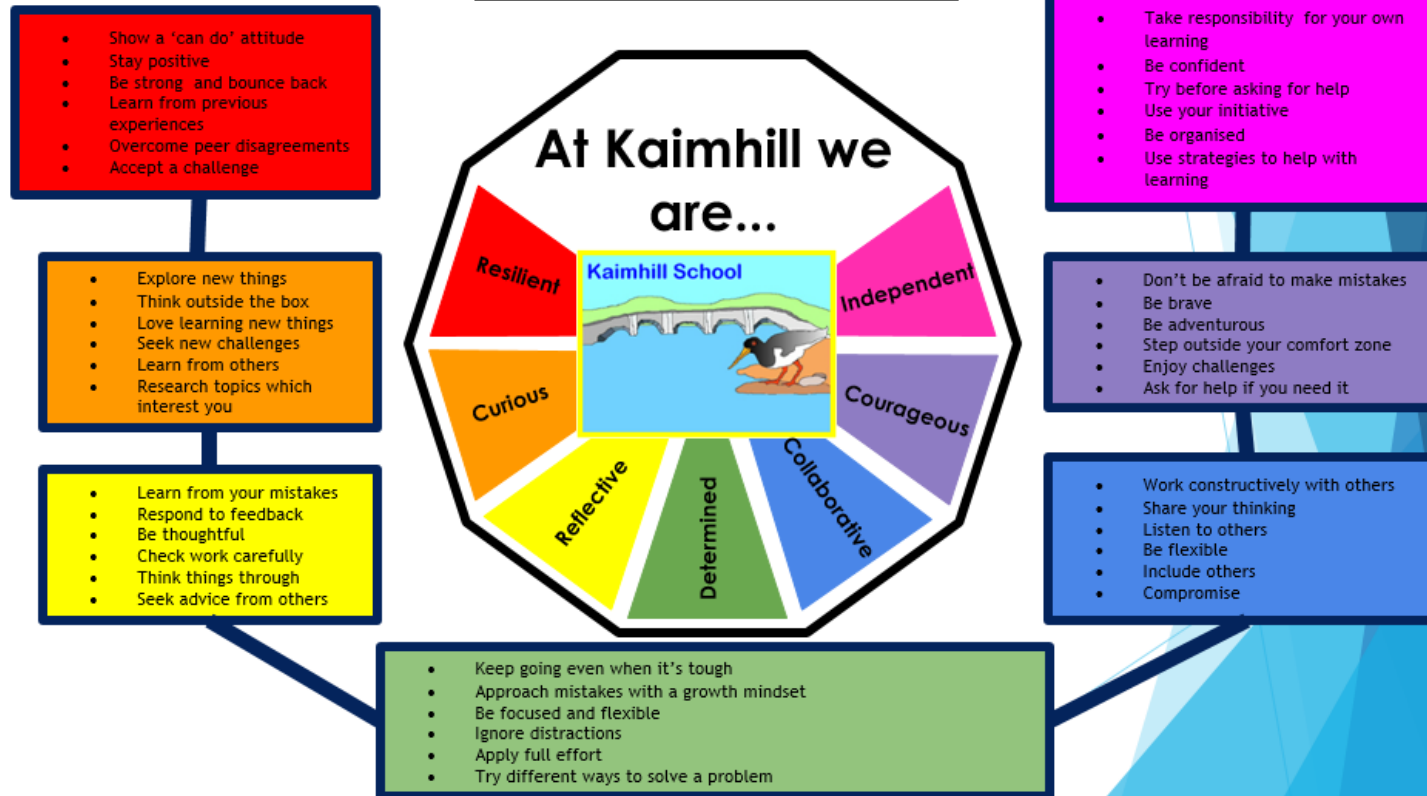 At Kaimhill we
are...
Kaimhill School
Resilient
Curious
Reflective
Determined
Collaborative
Courageous
Independent
• Show a ‘can do’ attitude
• Stay positive
• Be strong and bounce back
• Learn from previous
experiences
• Overcome peer disagreements
• Accept a challenge
• Explore new things
• Think outside the box
• Love learning new things
• Seek new challenges
• Learn from others
• Research topics which
interest you
• Learn from your mistakes
• Respond to feedback
• Be thoughtful
• Check work carefully
• Think things through
• Seek advice from others
• Keep going even when it’s tough
• Approach mistakes with a growth mindset
• Be focused and flexible
• Ignore distractions
• Apply full effort
• Try different ways to solve a problem
• Work constructively with others
• Share your thinking
• Listen to others
• Be flexible
• Include others
• Compromise
• Don’t be afraid to make mistakes
• Be brave
• Be adventurous
• Step outside your comfort zone
• Enjoy challenges
• Ask for help if you need it
• Take responsibility for your own
learning
• Be confident
• Try before asking for help
• Use your initiative
• Be organised
• Use strategies to help with
learning